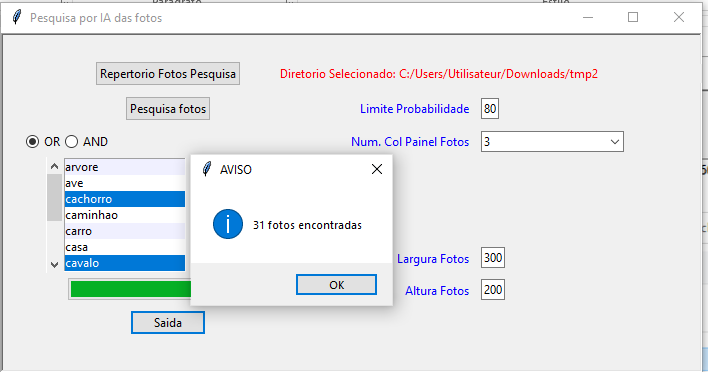 Pesquisa por IA das fotos
Repertorio Fotos Pesquisa
Diretorio Selecionado: C:/Users/Utilisateur/Downloads/tmp2
Pesquisa fotos
Limite Probabilidade 80
OR AND
Num. Col Painel Fotos 3
arvore
ave
cachorro
caminhao
carro
casa
cavalo
AVISO
31 fotos encontradas
OK
Largura Fotos 300
Altura Fotos 200
Saida